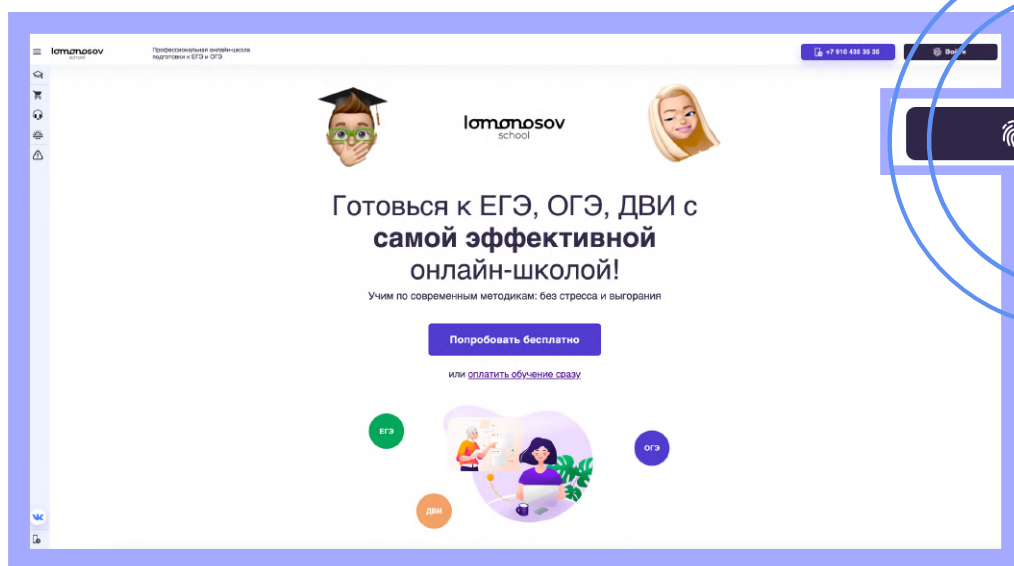 lomonosov
school
Профессиональная онлайн-школа
подготовки к ЕГЭ и ОГЭ
+7 910 435 35 35
Войти
lomonosov
school
Готовься к ЕГЭ, ОГЭ, ДВИ с
самой эффективной
онлайн-школой!
Учим по современным методикам: без стресса и выгорания
Попробовать бесплатно
или оплатить обучение сразу
ЕГЭ
ОГЭ
ДВИ